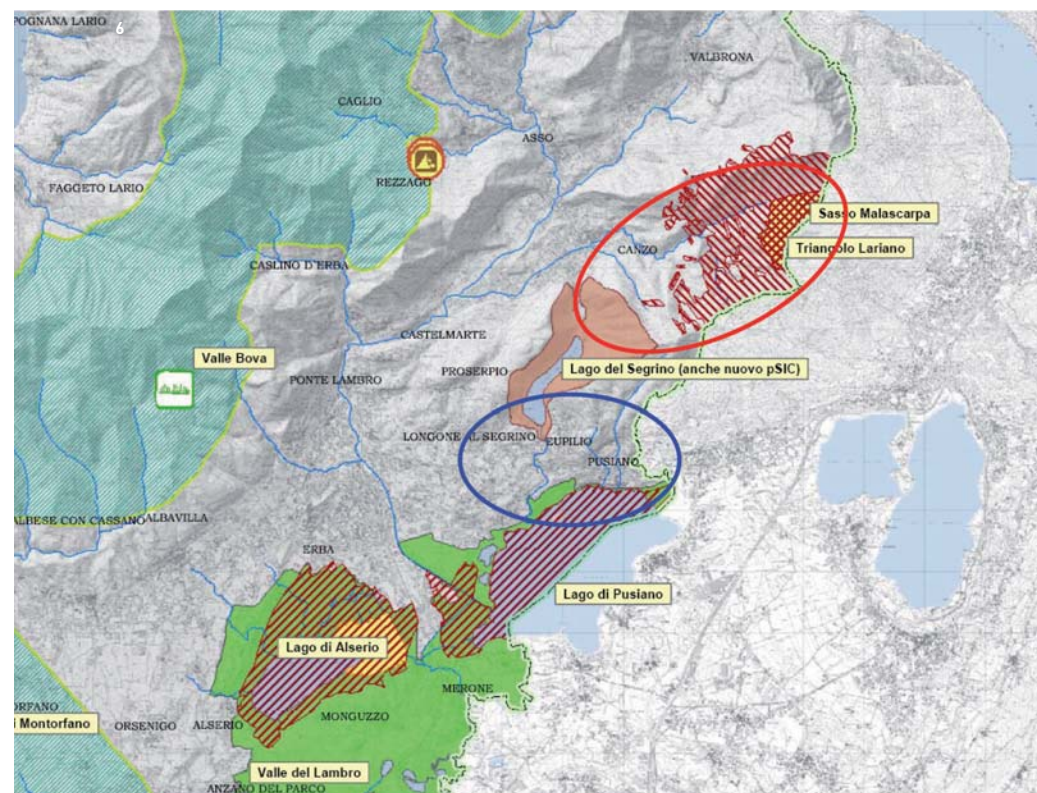 POGNANA LARIO
6
VALBRONA
CAGLIO
ASSO
REZZAGO
FAGGETO LARIO
Sasso Malascarpa
Triangolo Lariano
CANZO
CASLINO D'ERBA
CASTELMARTE
Valle Bova
PROSERPIO
Lago del Segrino (anche nuovo pSIC)
PONTE LAMBRO
LONGONE AL SEGRINO
EUPILIO
PUSIANO
ALBESE CON CASSANO
ALBAVILLA
ERBA
Lago di Pusiano
Lago di Alserio
MERONE
ORFANO
i Montorfano
ORSENIGO
ALSERIO
MONGUZZO
Valle del Lambro
ANZANO DEL PARCO